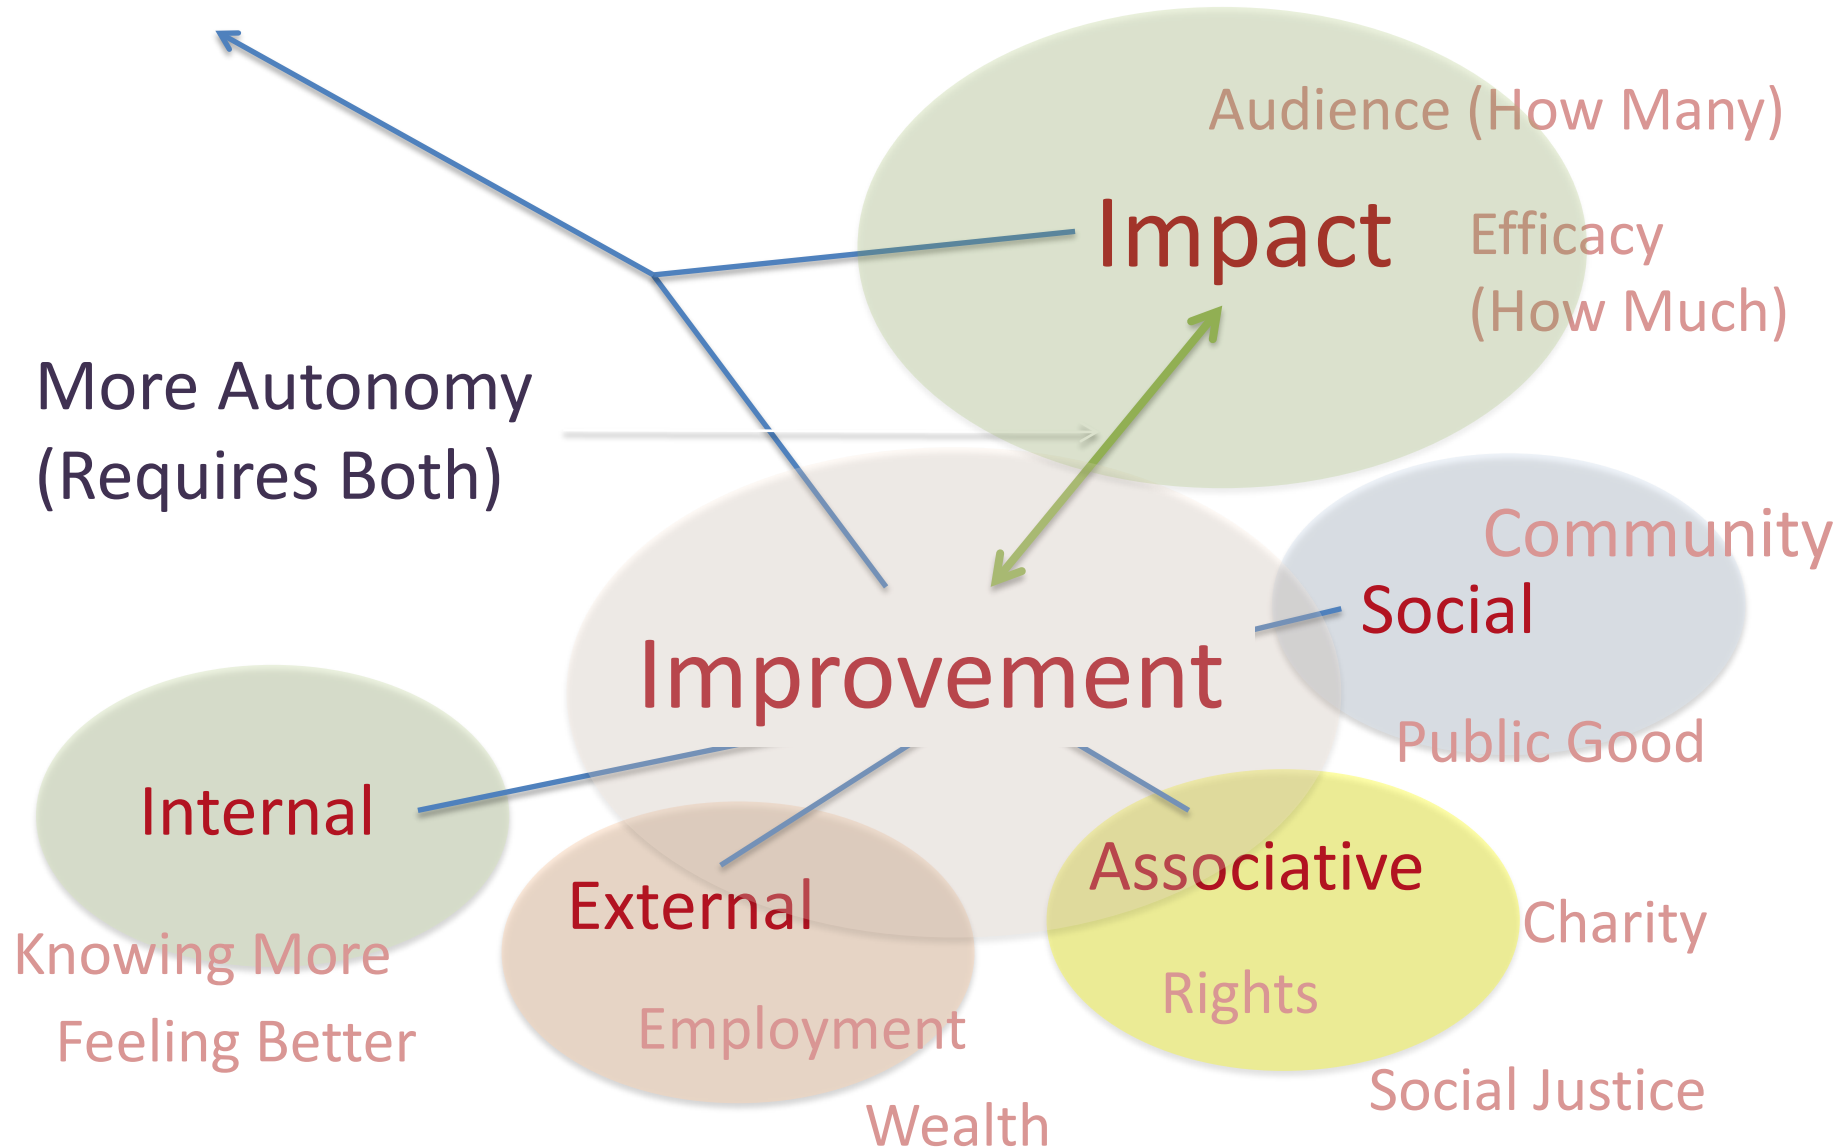 Audience (How Many)
Impact
Efficacy
(How Much)
More Autonomy
(Requires Both)
Community
Social
Improvement
Public Good
Internal
Associative
External
Charity
Knowing More
Rights
Employment
Feeling Better
Social Justice
Wealth